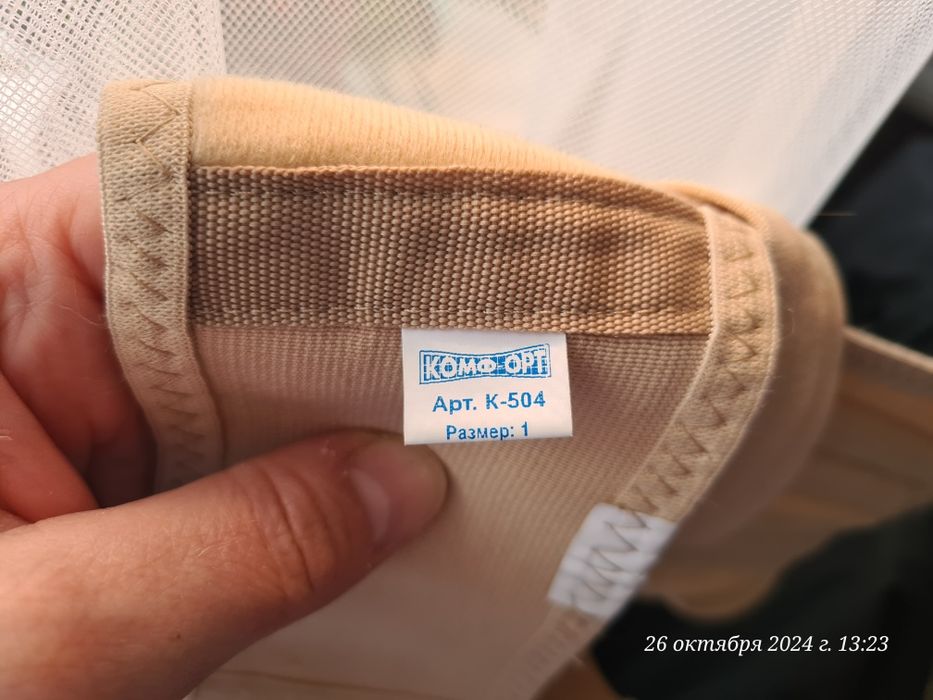 КОМФ-ОРТ
Арт. К-504
Размер: 1
26 октября 2024 г. 13:23